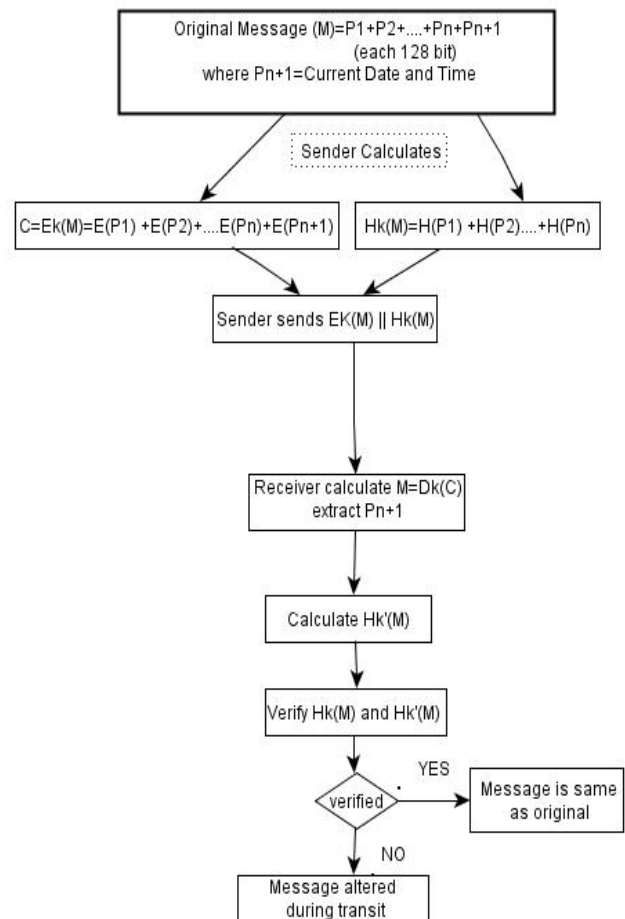 Original Message (M)=P1+P2+....+Pn+Pn+1
(each 128 bit)
where Pn+1=Current Date and Time
Sender Calculates
C=Ek(M)=E(P1) +E(P2)+....E(Pn)+E(Pn+1)
Hk(M)=H(P1) +H(P2)....+H(Pn)
Sender sends EK(M) || Hk(M)
Receiver calculate M=Dk(C)
extract Pn+1
Calculate Hk'(M)
Verify Hk(M) and Hk'(M)
verified
YES
Message is same
as original
NO
Message altered
during transit